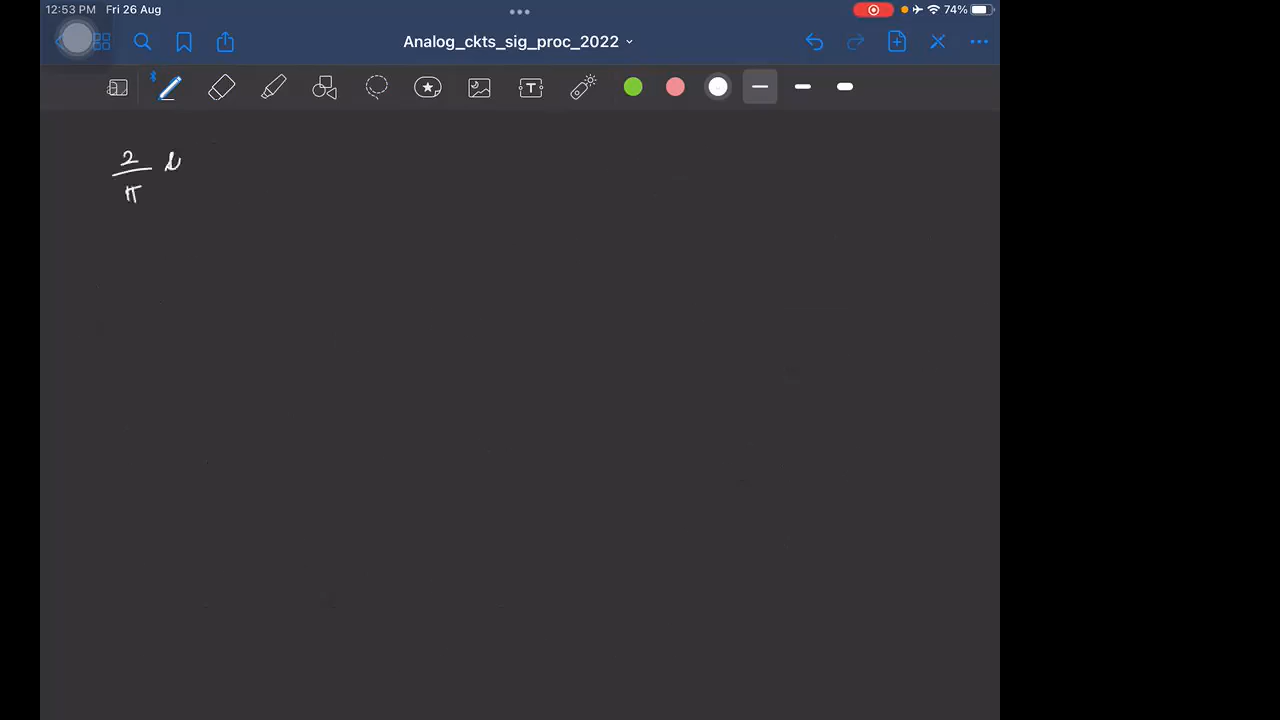 12:53 PM Fri 26 Aug
74%
Analog_ckts_sig_proc_2022
T
2
π